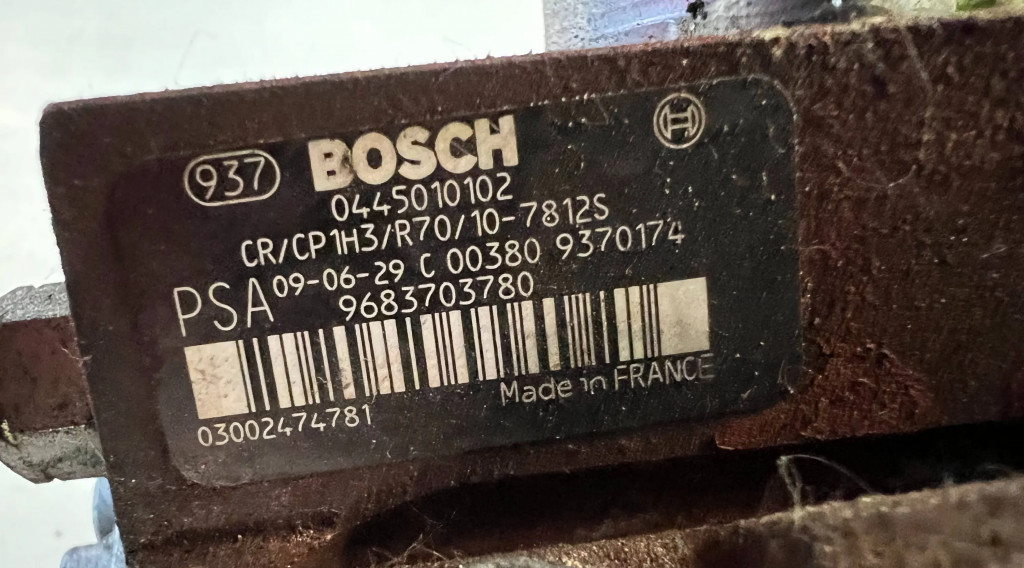 937 BOSCH
0445010102
CR/CP1H3/R70/10-7812S
09-06-29 C 00380 9370174
PSA 9683703780
Made in FRANCE
03002474781